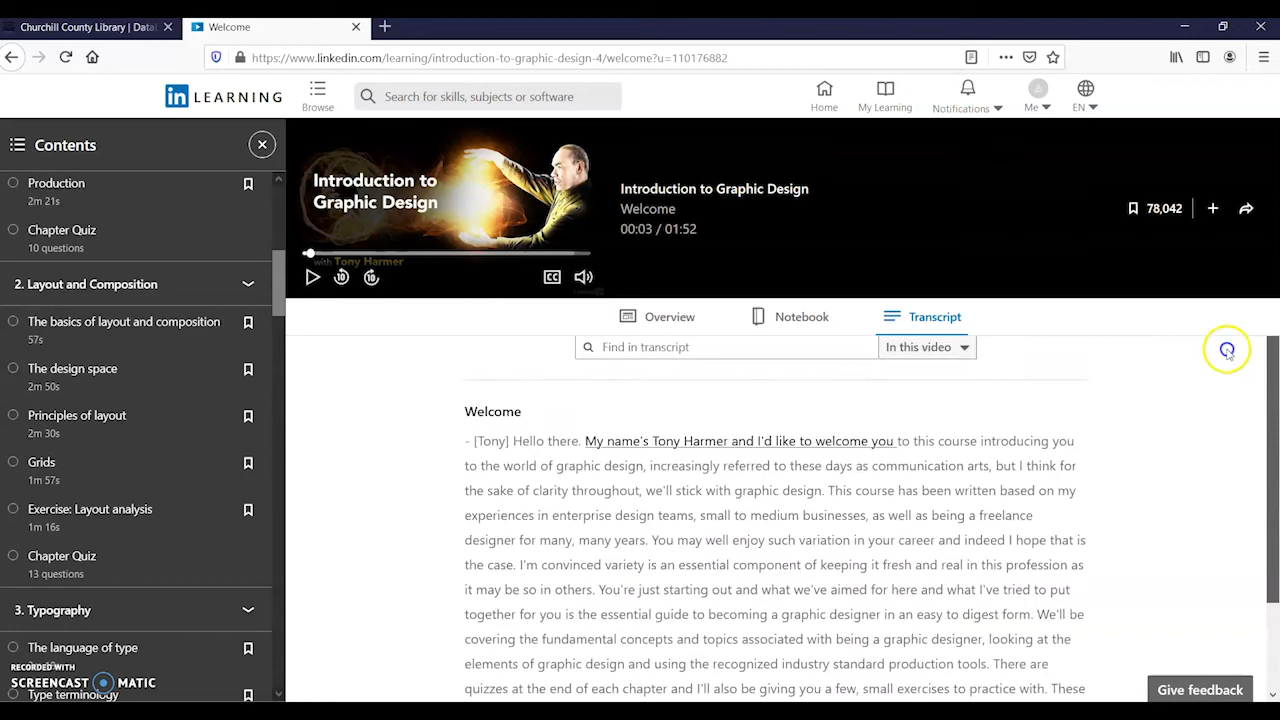 Churchill County Library | Data
Welcome
https://www.linkedin.com/learning/introduction-to-graphic-design-4/welcome?u=110176882
in LEARNING
Browse
Search for skills, subjects or software
Home
My Learning
Notifications
Me
EN
Contents
Production
2m 21s
Chapter Quiz
10 questions
2. Layout and Composition
The basics of layout and composition
57s
The design space
2m 50s
Principles of layout
2m 30s
Grids
1m 57s
Exercise: Layout analysis
1m 16s
Chapter Quiz
13 questions
3. Typography
The language of type
Type terminology
RECORDED WITH
SCREENCAST MATIC
Introduction to
Graphic Design
with Tony Harmer
10
10
CC
Introduction to Graphic Design
Welcome
00:03 / 01:52
78,042
Overview
Notebook
Transcript
Find in transcript
In this video
Welcome
- [Tony] Hello there. My name's Tony Harmer and I'd like to welcome you to this course introducing you
to the world of graphic design, increasingly referred to these days as communication arts, but I think for
the sake of clarity throughout, we'll stick with graphic design. This course has been written based on my
experiences in enterprise design teams, small to medium businesses, as well as being a freelance
designer for many, many years. You may well enjoy such variation in your career and indeed I hope that is
the case. I'm convinced variety is an essential component of keeping it fresh and real in this profession as
it may be so in others. You're just starting out and what we've aimed for here and what I've tried to put
together for you is the essential guide to becoming a graphic designer in an easy to digest form. We'll be
covering the fundamental concepts and topics associated with being a graphic designer, looking at the
elements of graphic design and using the recognized industry standard production tools. There are
quizzes at the end of each chapter and I'll also be giving you a few, small exercises to practice with. These
Give feedback